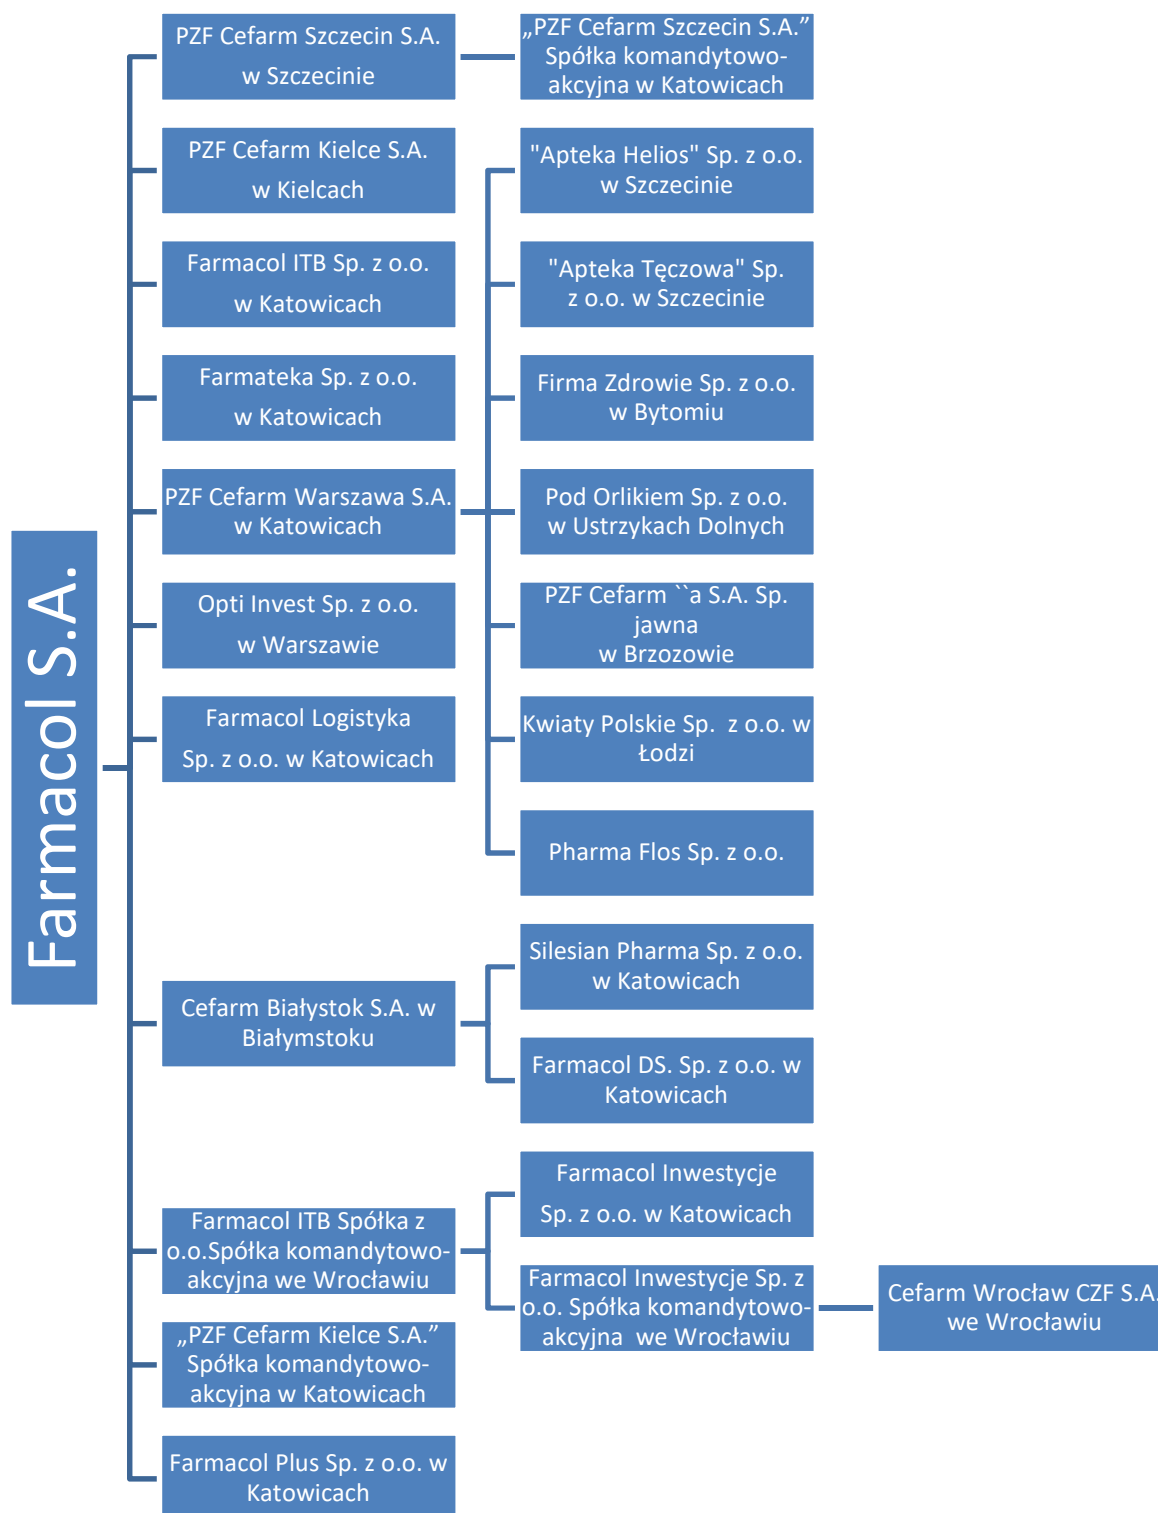 Farmacol S.A.
PZF Cefarm Szczecin S.A.
w Szczecinie
„PZF Cefarm Szczecin S.A.”
Spółka komandytowo-
akcyjna w Katowicach
PZF Cefarm Kielce S.A.
w Kielcach
Farmacol ITB Sp. z o.o.
w Katowicach
Farmateka Sp. z o.o.
w Katowicach
PZF Cefarm Warszawa S.A.
w Katowicach
"Apteka Helios" Sp. z o.o.
w Szczecinie
"Apteka Tęczowa" Sp.
z o.o. w Szczecinie
Firma Zdrowie Sp. z o.o.
w Bytomiu
Pod Orlikiem Sp. z o.o.
w Ustrzykach Dolnych
PZF Cefarm ``a S.A. Sp.
jawna
w Brzozowie
Kwiaty Polskie Sp.  z o.o. w
Łodzi
Pharma Flos Sp. z o.o.
Opti Invest Sp. z o.o.
w Warszawie
Farmacol Logistyka
Sp. z o.o. w Katowicach
Cefarm Białystok S.A. w
Białymstoku
Silesian Pharma Sp. z o.o.
w Katowicach
Farmacol DS. Sp. z o.o. w
Katowicach
Farmacol ITB Spółka z
o.o.Spółka komandytowo-
akcyjna we Wrocławiu
Farmacol Inwestycje
Sp. z o.o. w Katowicach
Farmacol Inwestycje Sp. z
o.o. Spółka komandytowo-
akcyjna  we Wrocławiu
Cefarm Wrocław CZF S.A.
we Wrocławiu
„PZF Cefarm Kielce S.A.”
Spółka komandytowo-
akcyjna w Katowicach
Farmacol Plus Sp. z o.o. w
Katowicach